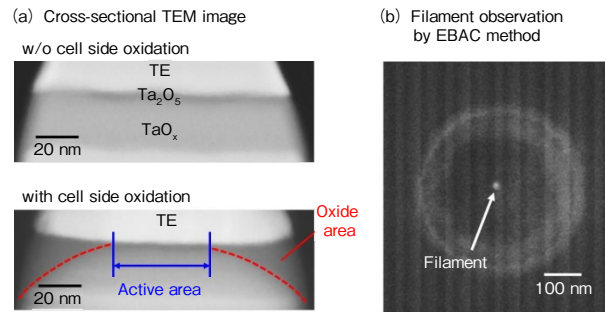 (a) Cross-sectional TEM image
w/o cell side oxidation
TE
Ta₂O₅
TaOₓ
20 nm
with cell side oxidation
TE
Oxide
area
20 nm
Active area
(b) Filament observation
by EBAC method
Filament
100 nm